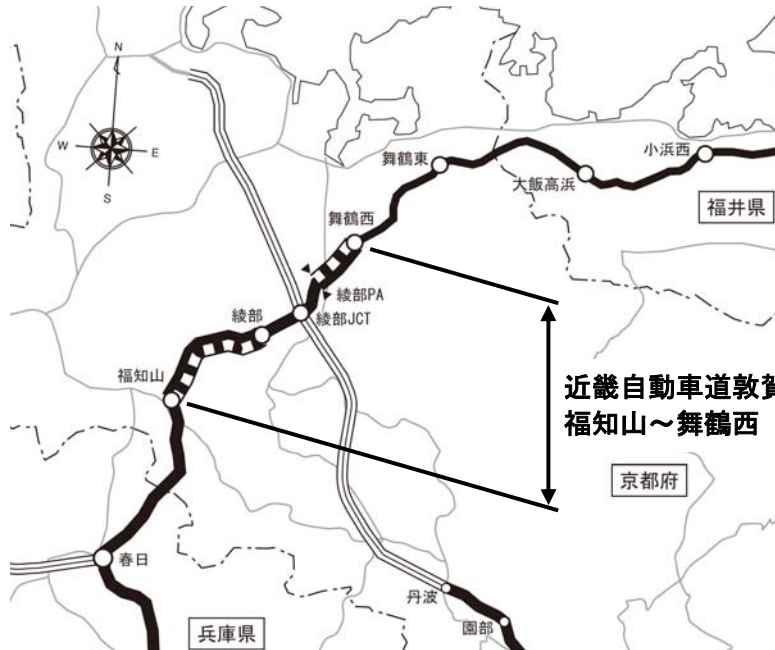 N
W
E
S
舞鶴東
小浜西
大飯高浜
福井県
舞鶴西
綾部PA
綾部
綾部JCT
福知山
近畿自動車道敦賀
福知山～舞鶴西
京都府
春日
丹波
園部
兵庫県